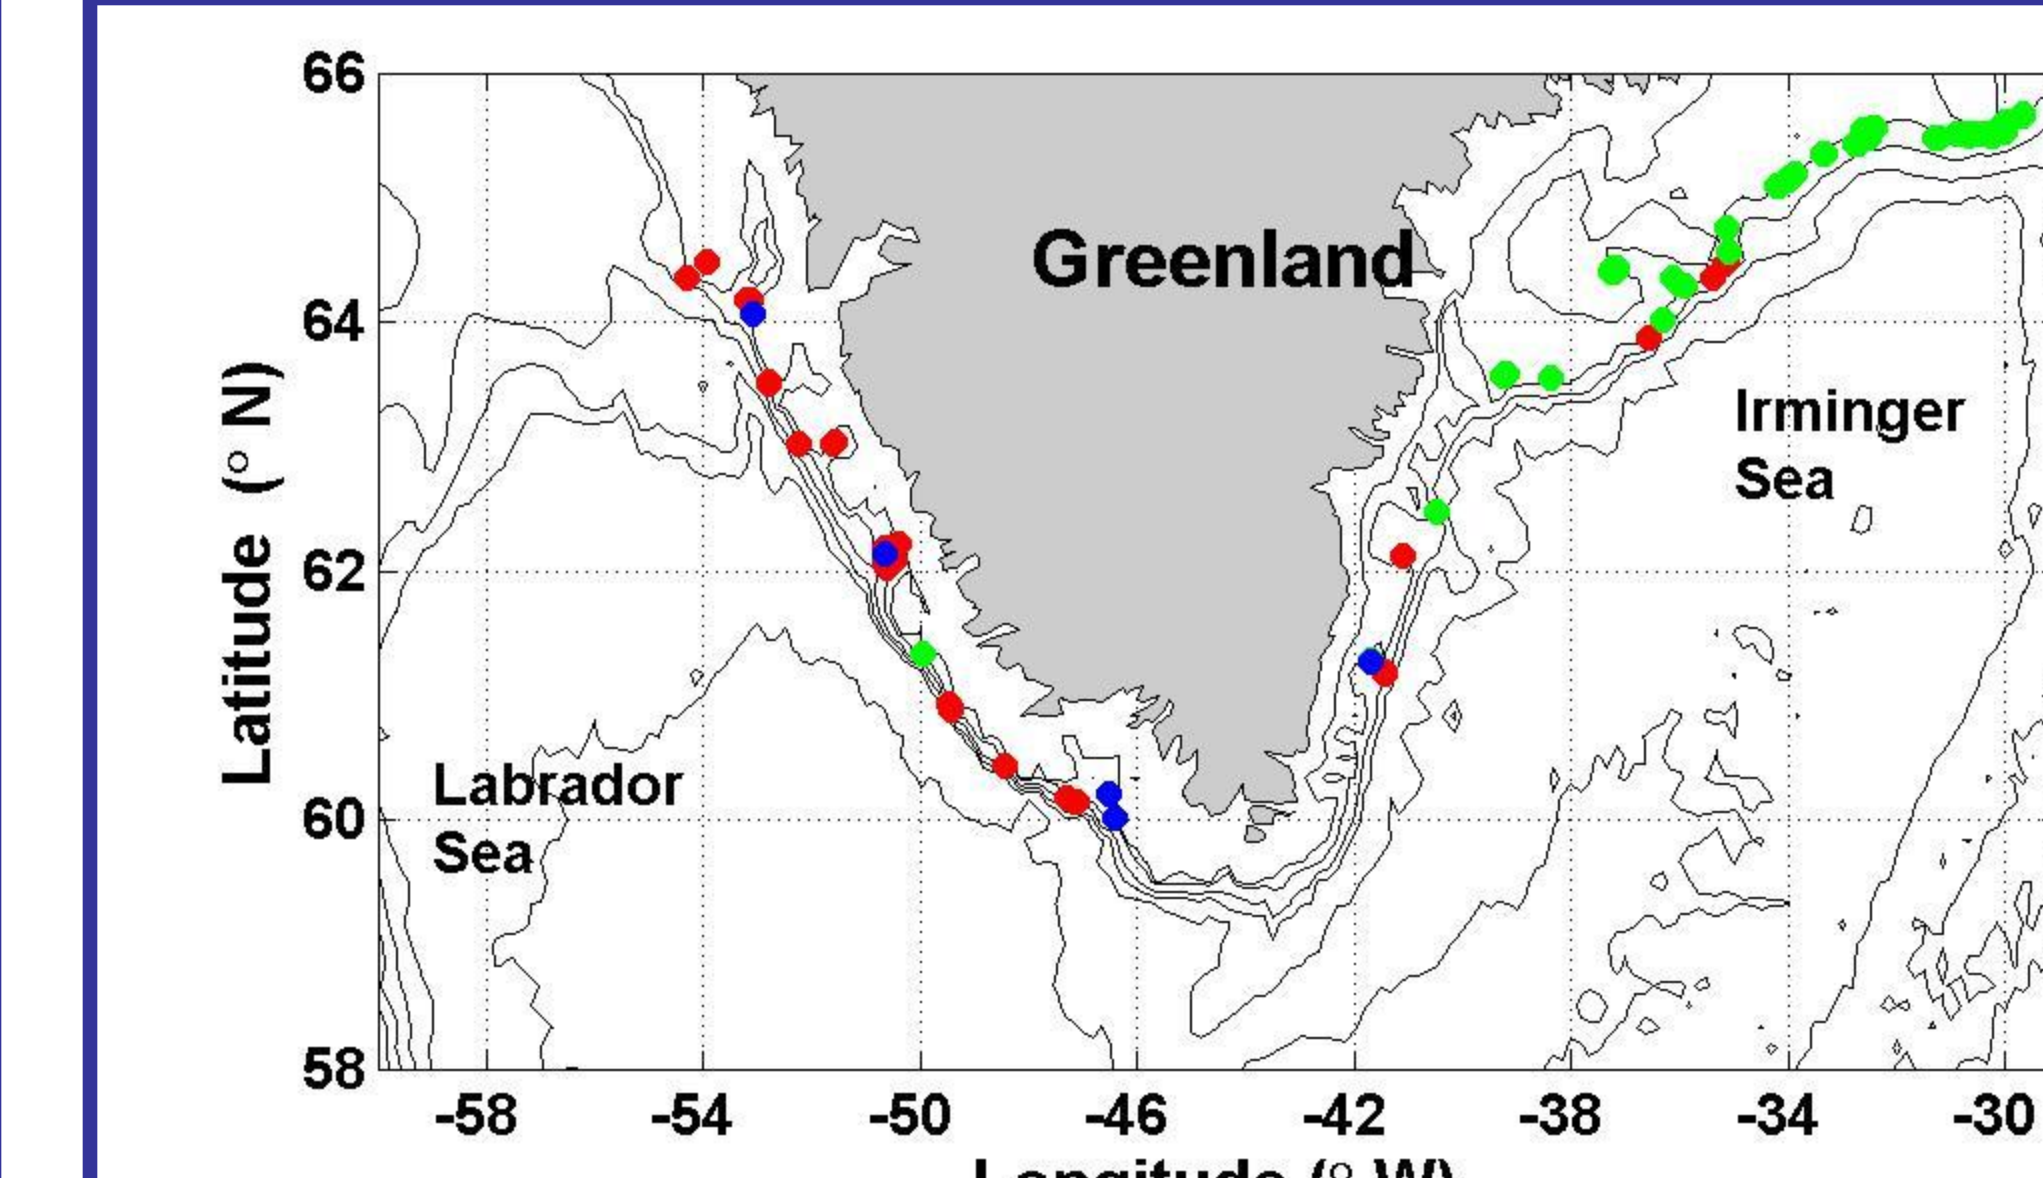 66
64
62
60
58
Latitude (° N)
Greenland
Irminger
Sea
Labrador
Sea
-58 -54 -50 -46 -42 -38 -34 -30
Longitude (° W)